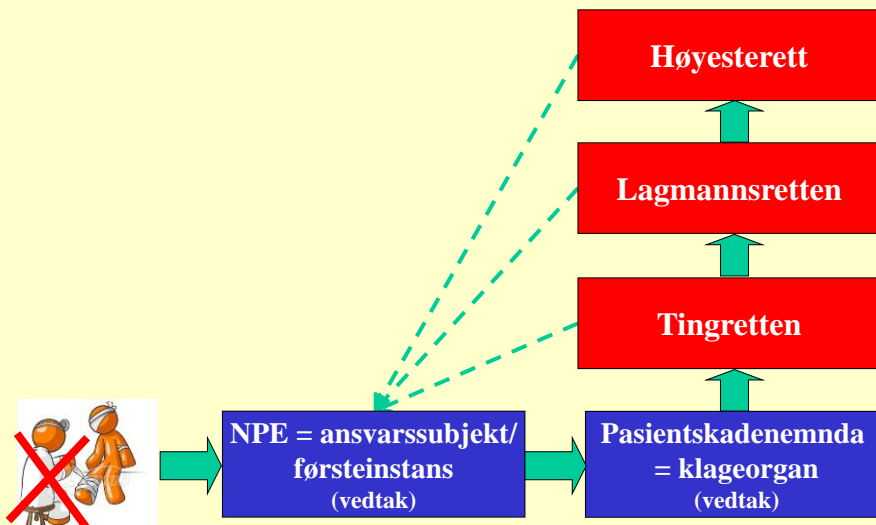 Høyesterett
Lagmannsretten
Tingretten
NPE = ansvarssubjekt/
førsteinstans
(vedtak)
Pasientskadenemnda
= klageorgan
(vedtak)